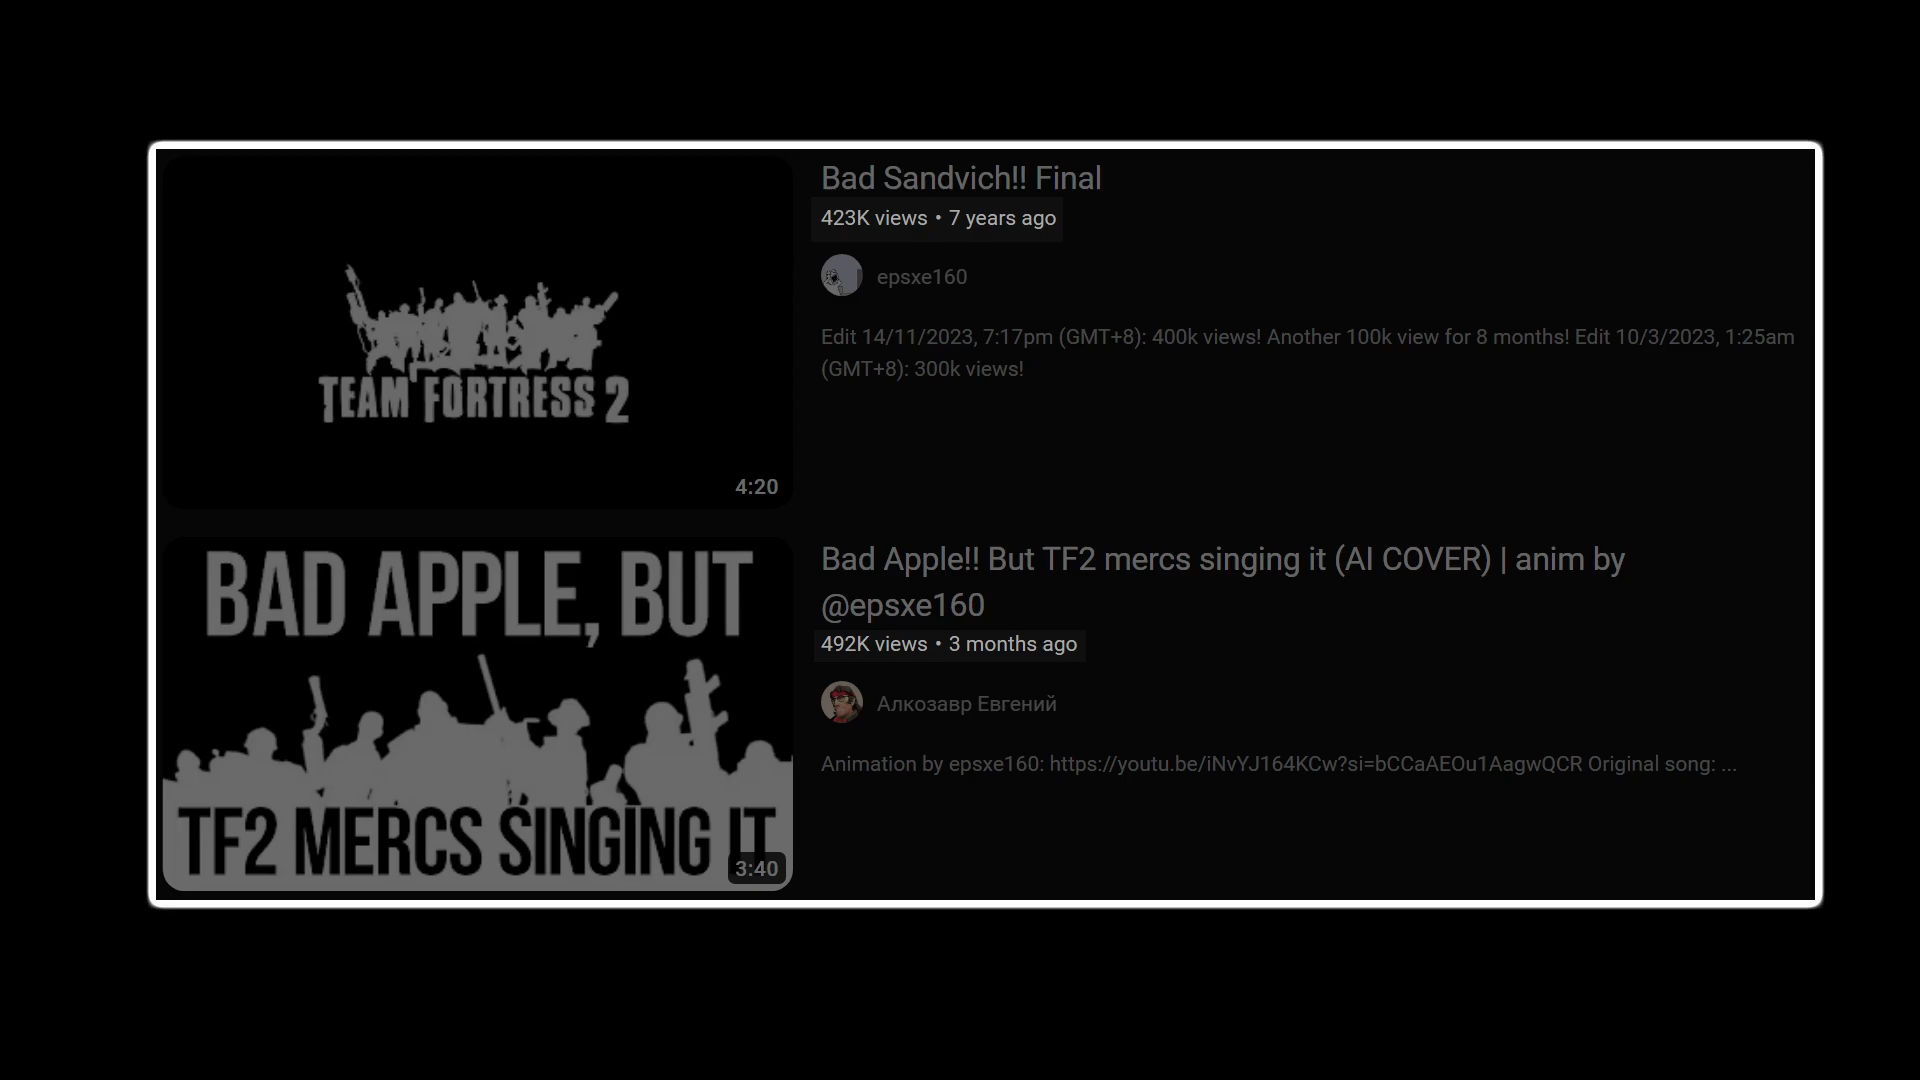 TEAM FORTRESS 2
4:20
Bad Sandvich!! Final
423K views • 7 years ago
epsxe160
Edit 14/11/2023, 7:17pm (GMT+8): 400k views! Another 100k view for 8 months! Edit 10/3/2023, 1:25am
(GMT+8): 300k views!
BAD APPLE, BUT
TF2 MERCS SINGING IT
3:40
Bad Apple!! But TF2 mercs singing it (AI COVER) | anim by
@epsxe160
492K views • 3 months ago
Алкозавр Евгений
Animation by epsxe160: https://youtu.be/iNvYJ164KCw?si=bCCaAEOu1AagwQCR Original song: ...